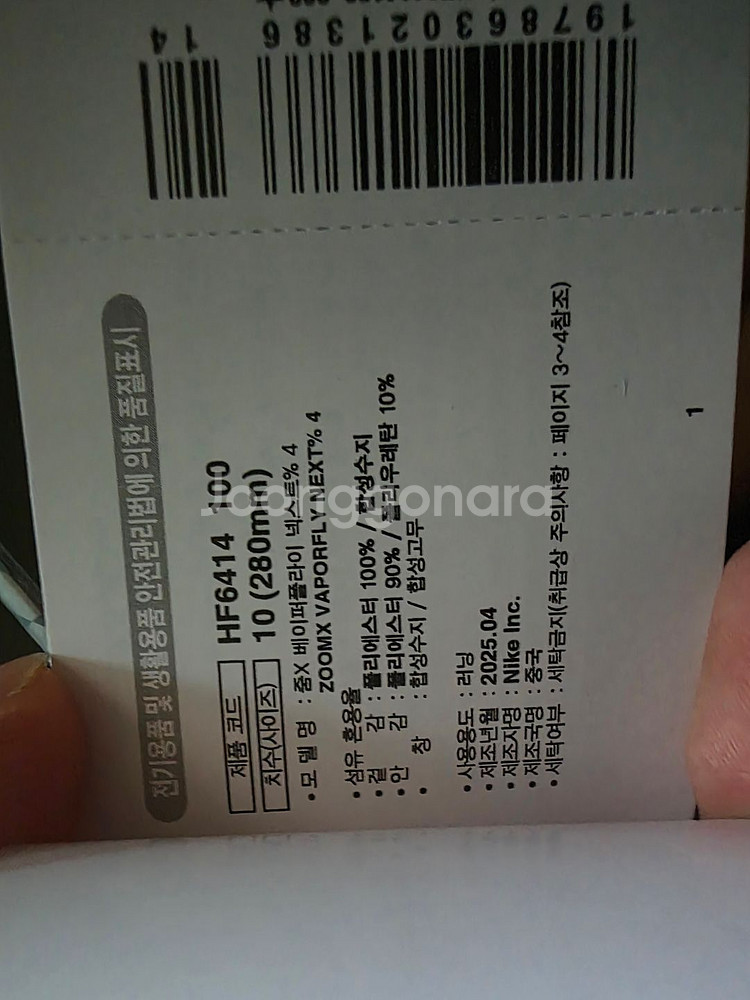 197863021386 14
전기용품 및 생활용품 안전관리법에 의한 품질표시
제품 코드 HF6414 100
치수(사이즈) 10 (280mm)
• 모 델 명 : 줌X 베이퍼플라이 넥스트% 4
ZOOMX VAPORFLY NEXT% 4
• 섬유 혼용율
• 겉 감 : 폴리에스터 100% / 합성수지
• 안 감 : 폴리에스터 90% / 폴리우레탄 10%
• 창 : 합성수지 / 합성고무
• 사용용도 : 러닝
• 제조년월 : 2025.04
• 제조자명 : Nike Inc.
• 제조국명 : 중국
• 세탁여부 : 세탁금지(취급상 주의사항 : 페이지 3~4참조)
1
Joonggonara